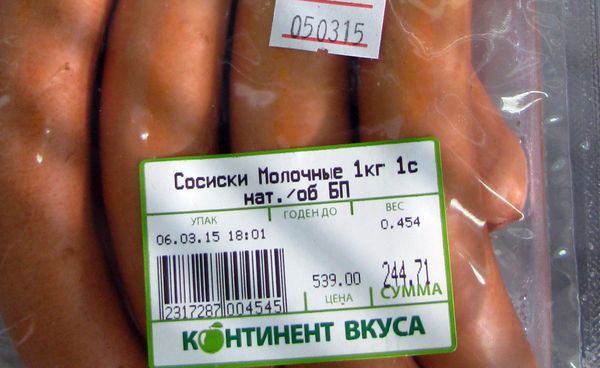 050315
Сосиски Молочные 1кг 1с
нат./об БП
УПАК ГОДЕН ДО ВЕС
06.03.15 18:01 0.454
539.00 244.71
2317287 004545 ЦЕНА СУММА
КОНТИНЕНТ ВКУСА